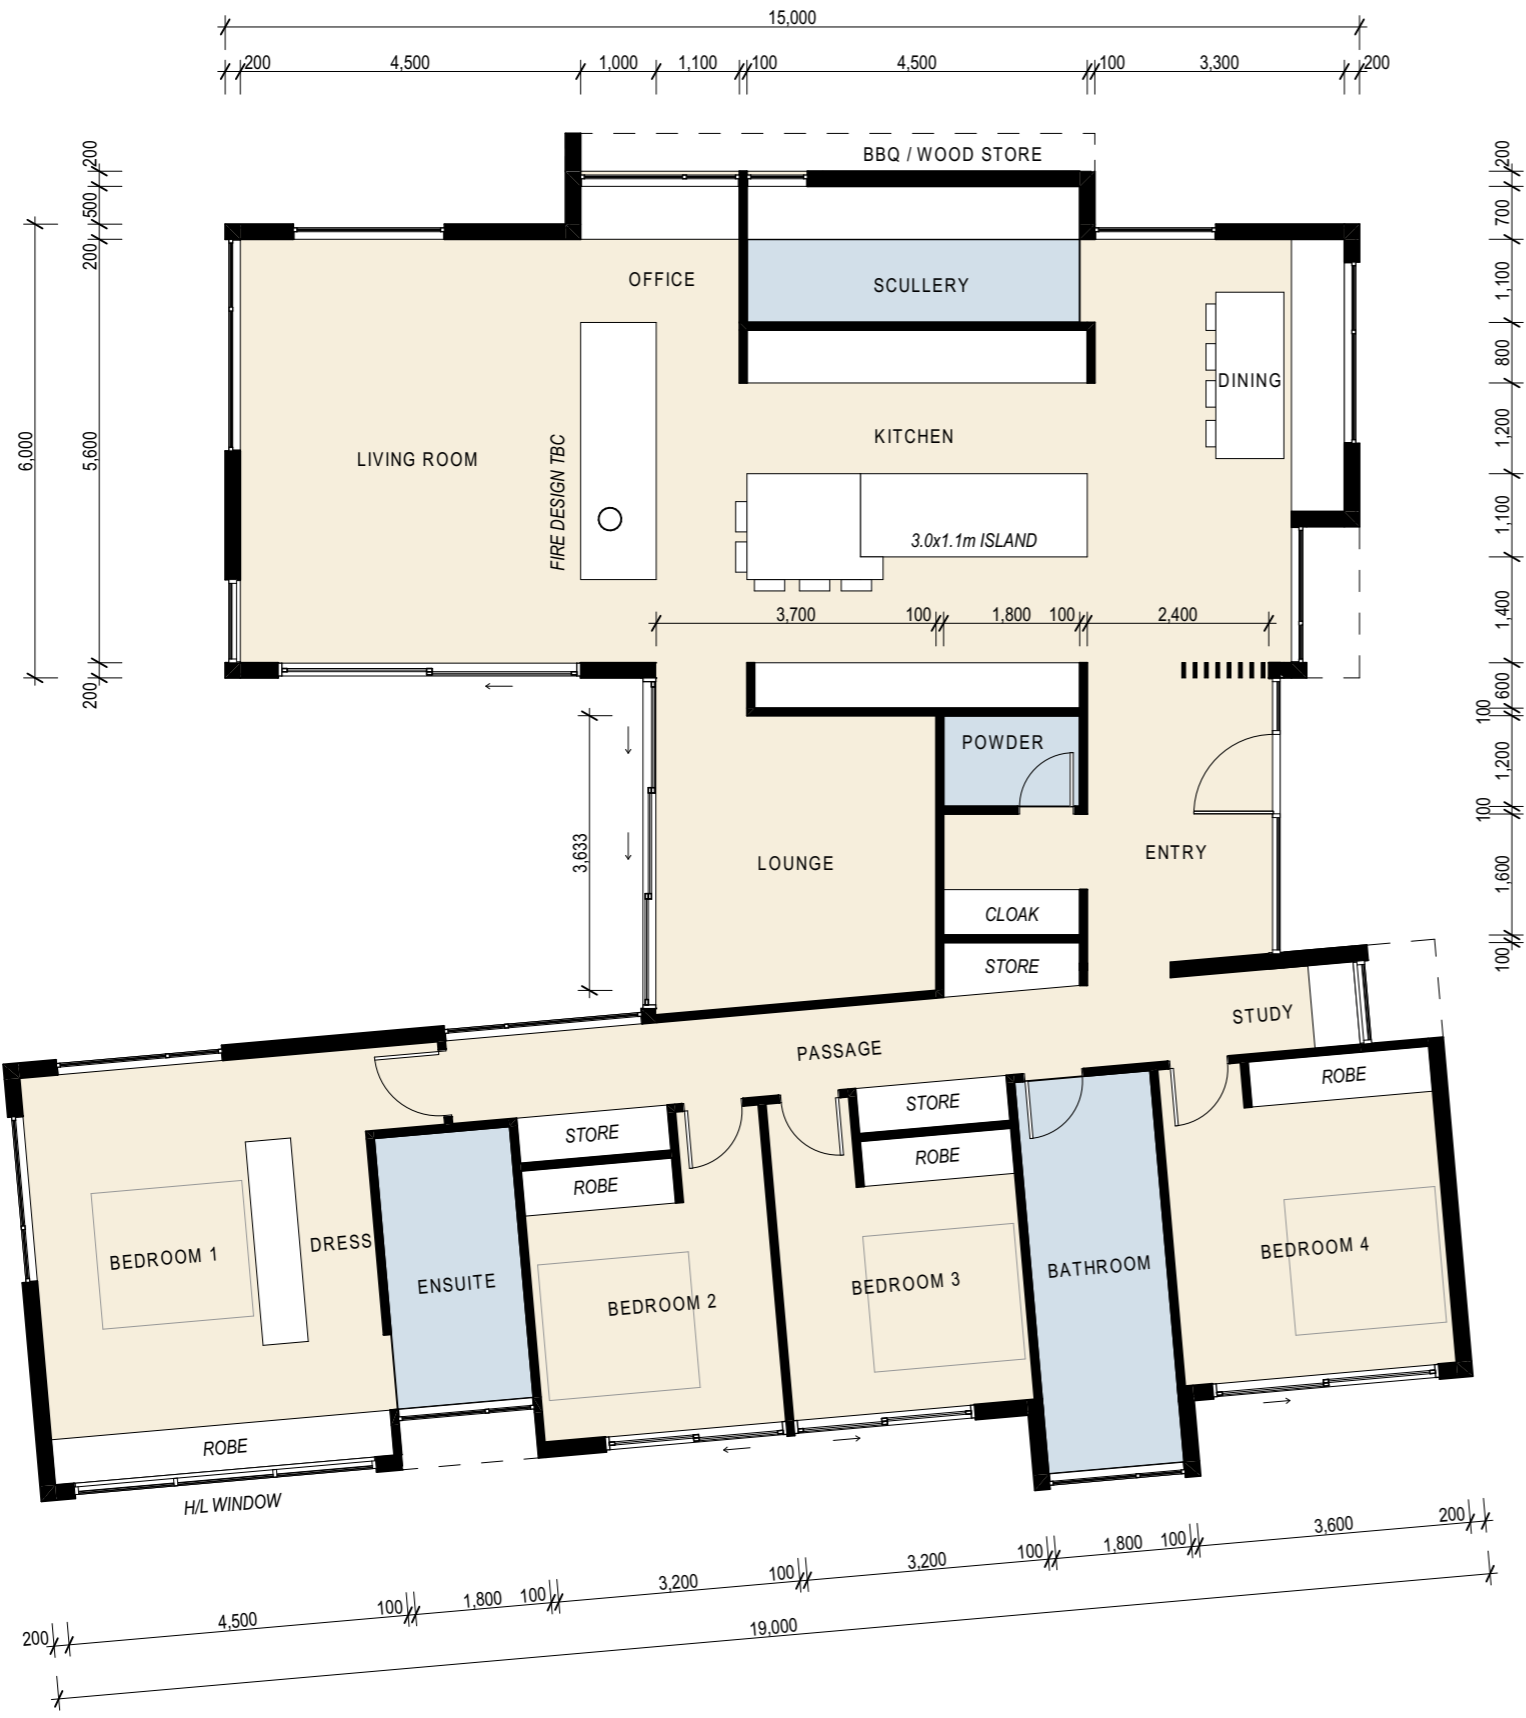 15,000
200 4,500 1,000 1,100 100 4,500 100 3,300 200
BBQ / WOOD STORE
200
500
200
6,000
5,600
200
200
700
1,100
800
1,200
1,100
1,400
600
100
1,200
100
1,600
100
OFFICE
SCULLERY
DINING
KITCHEN
LIVING ROOM
FIRE DESIGN TBC
3.0x1.1m ISLAND
3,700 100 1,800 100 2,400
POWDER
3,633
LOUNGE
ENTRY
CLOAK
STORE
STUDY
PASSAGE
ROBE
STORE
STORE
ROBE
ROBE
BEDROOM 1
DRESS
ENSUITE
BEDROOM 2
BEDROOM 3
BATHROOM
BEDROOM 4
ROBE
H/L WINDOW
200 4,500 100 1,800 100 3,200 100 3,200 100 1,800 100 3,600 200
19,000